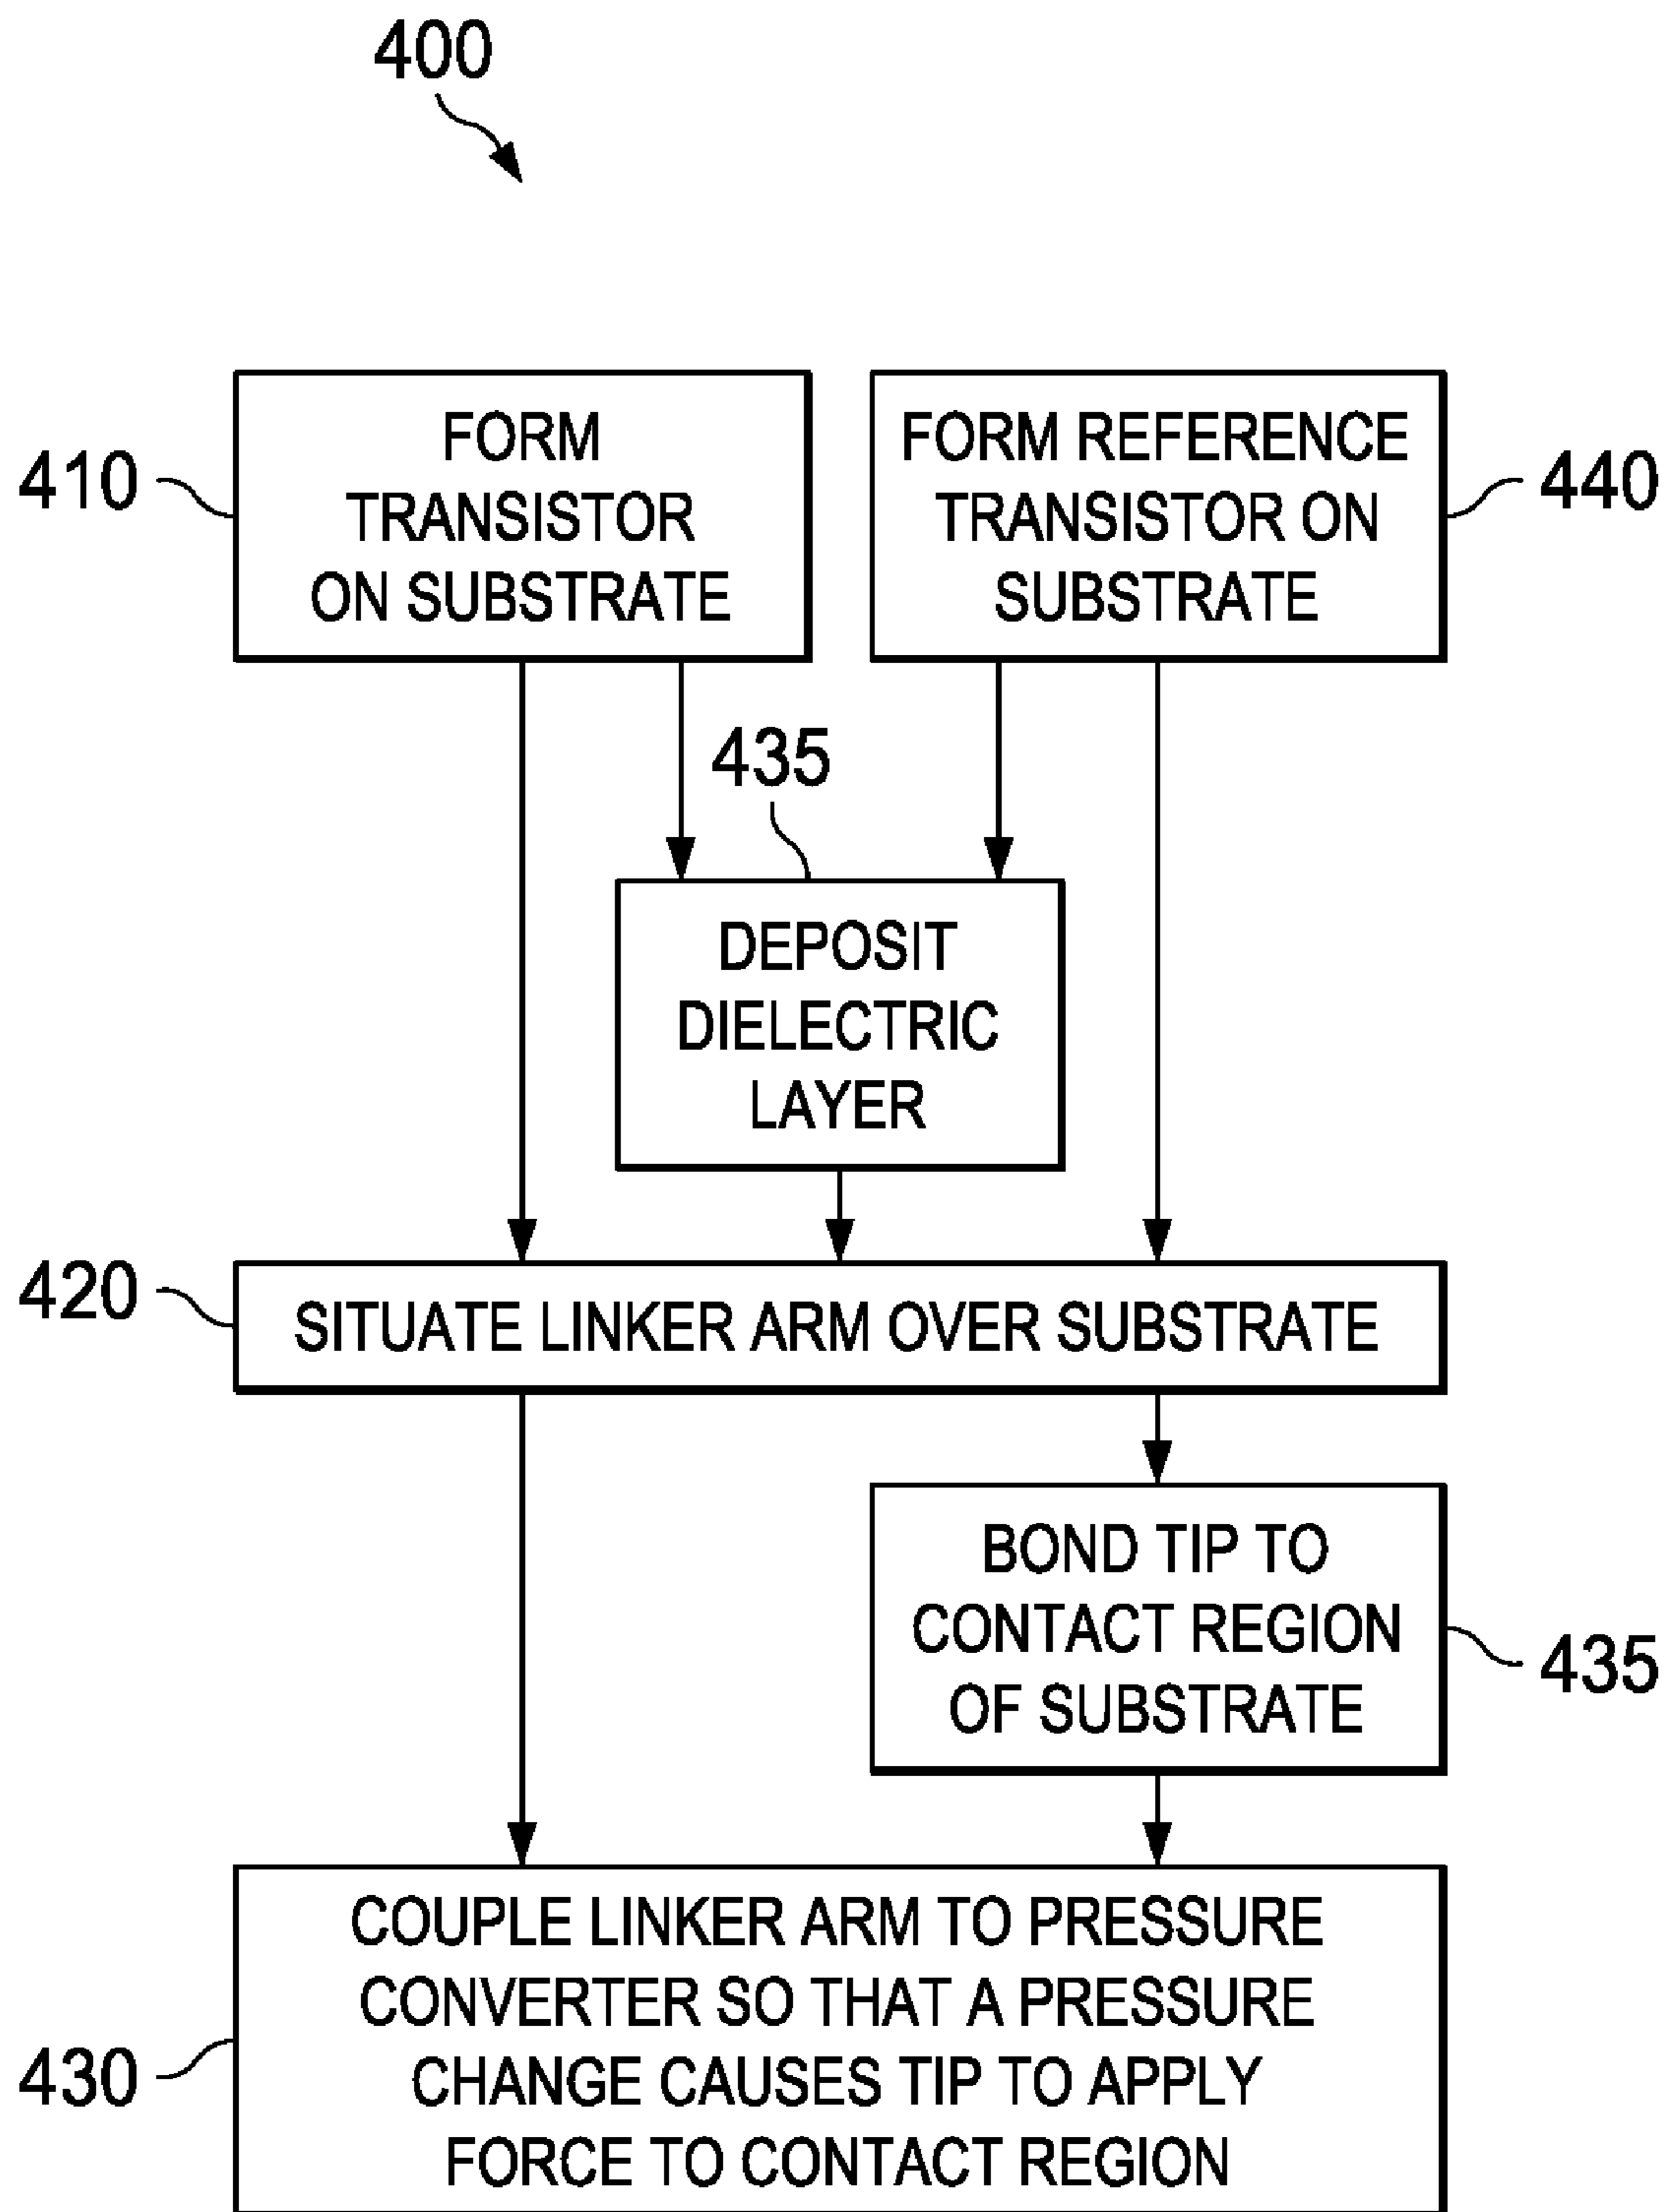 400
410
FORM
TRANSISTOR
ON SUBSTRATE
FORM REFERENCE
TRANSISTOR ON
SUBSTRATE
440
435
DEPOSIT
DIELECTRIC
LAYER
420
SITUATE LINKER ARM OVER SUBSTRATE
BOND TIP TO
CONTACT REGION
OF SUBSTRATE
435
430
COUPLE LINKER ARM TO PRESSURE
CONVERTER SO THAT A PRESSURE
CHANGE CAUSES TIP TO APPLY
FORCE TO CONTACT REGION